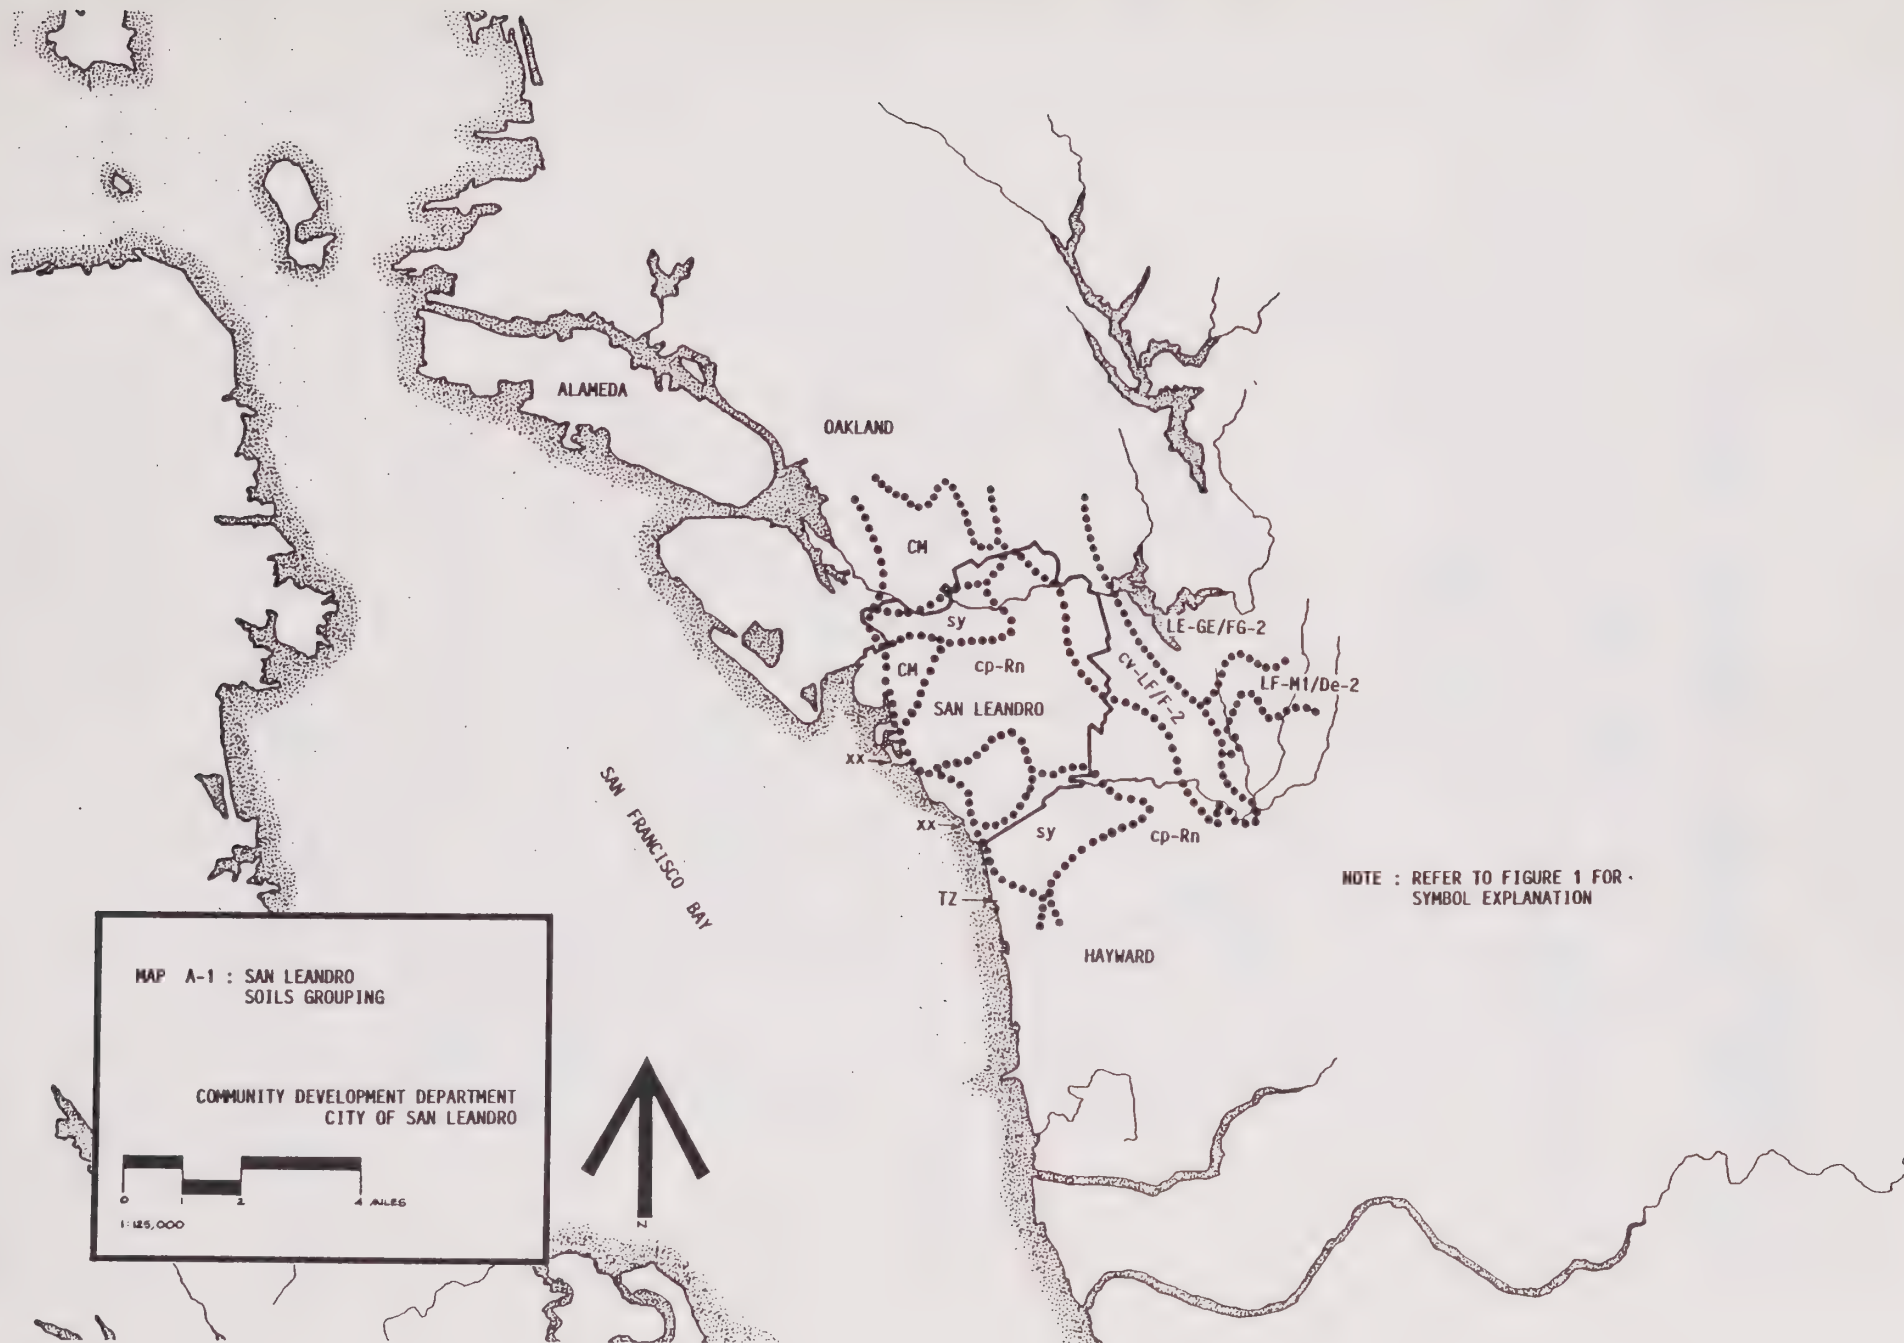 ALAMEDA
OAKLAND
CM
sy
LE-GE/FG-2
CM
cp-Rn
cv-LF/F-2
LF-M1/De-2
SAN LEANDRO
xx
SAN FRANCISCO BAY
xx
sy
cp-Rn
NOTE : REFER TO FIGURE 1 FOR
SYMBOL EXPLANATION
TZ
HAYWARD
MAP A-1 : SAN LEANDRO
SOILS GROUPING
COMMUNITY DEVELOPMENT DEPARTMENT
CITY OF SAN LEANDRO
0 1 2 4 MILES
1:125,000
N